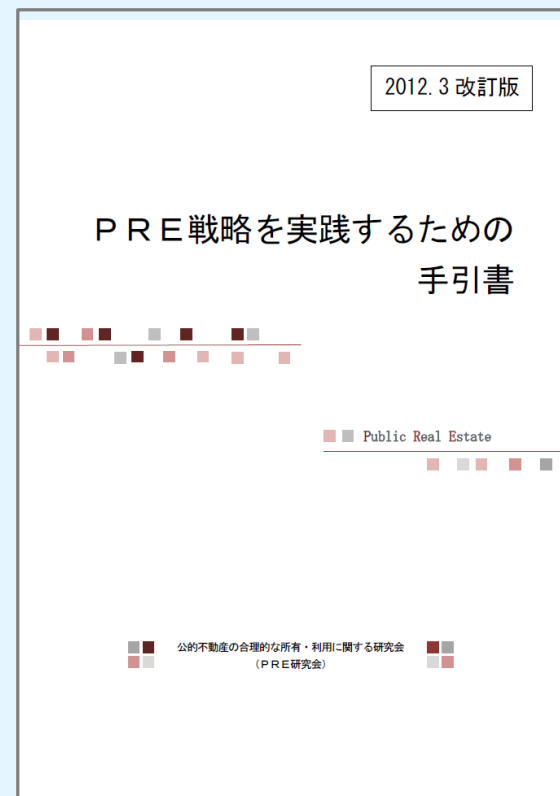 2012.3 改訂版
ＰＲＥ戦略を実践するための
手引書
Public Real Estate
公的不動産の合理的な所有・利用に関する研究会
（ＰＲＥ研究会）